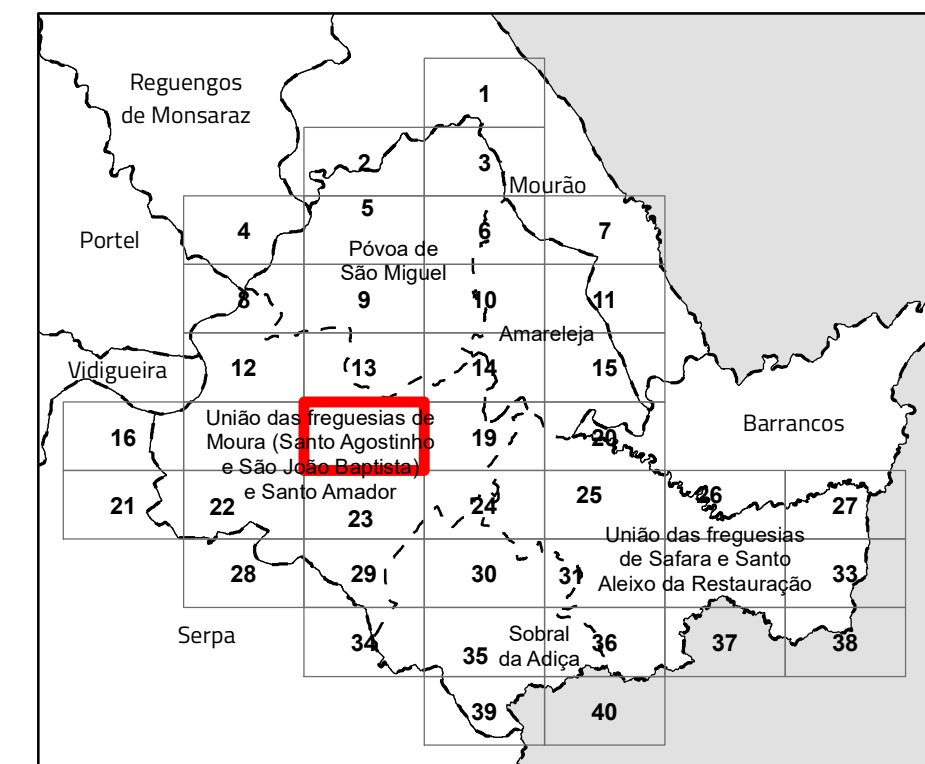 Reguengos
de Monsaraz
1
2
3
Mourão
Portel
4
5
6
7
Póvoa de
São Miguel
8
9
10
11
Amareleja
Vidigueira
12
13
14
15
16
União das freguesias de
Moura (Santo Agostinho
e São João Baptista)
e Santo Amador
19
20
Barrancos
21
22
23
24
25
26
27
União das freguesias
de Safara e Santo
Aleixo da Restauração
28
29
30
31
33
Serpa
34
35
Sobral
da Adiça
36
37
38
39
40